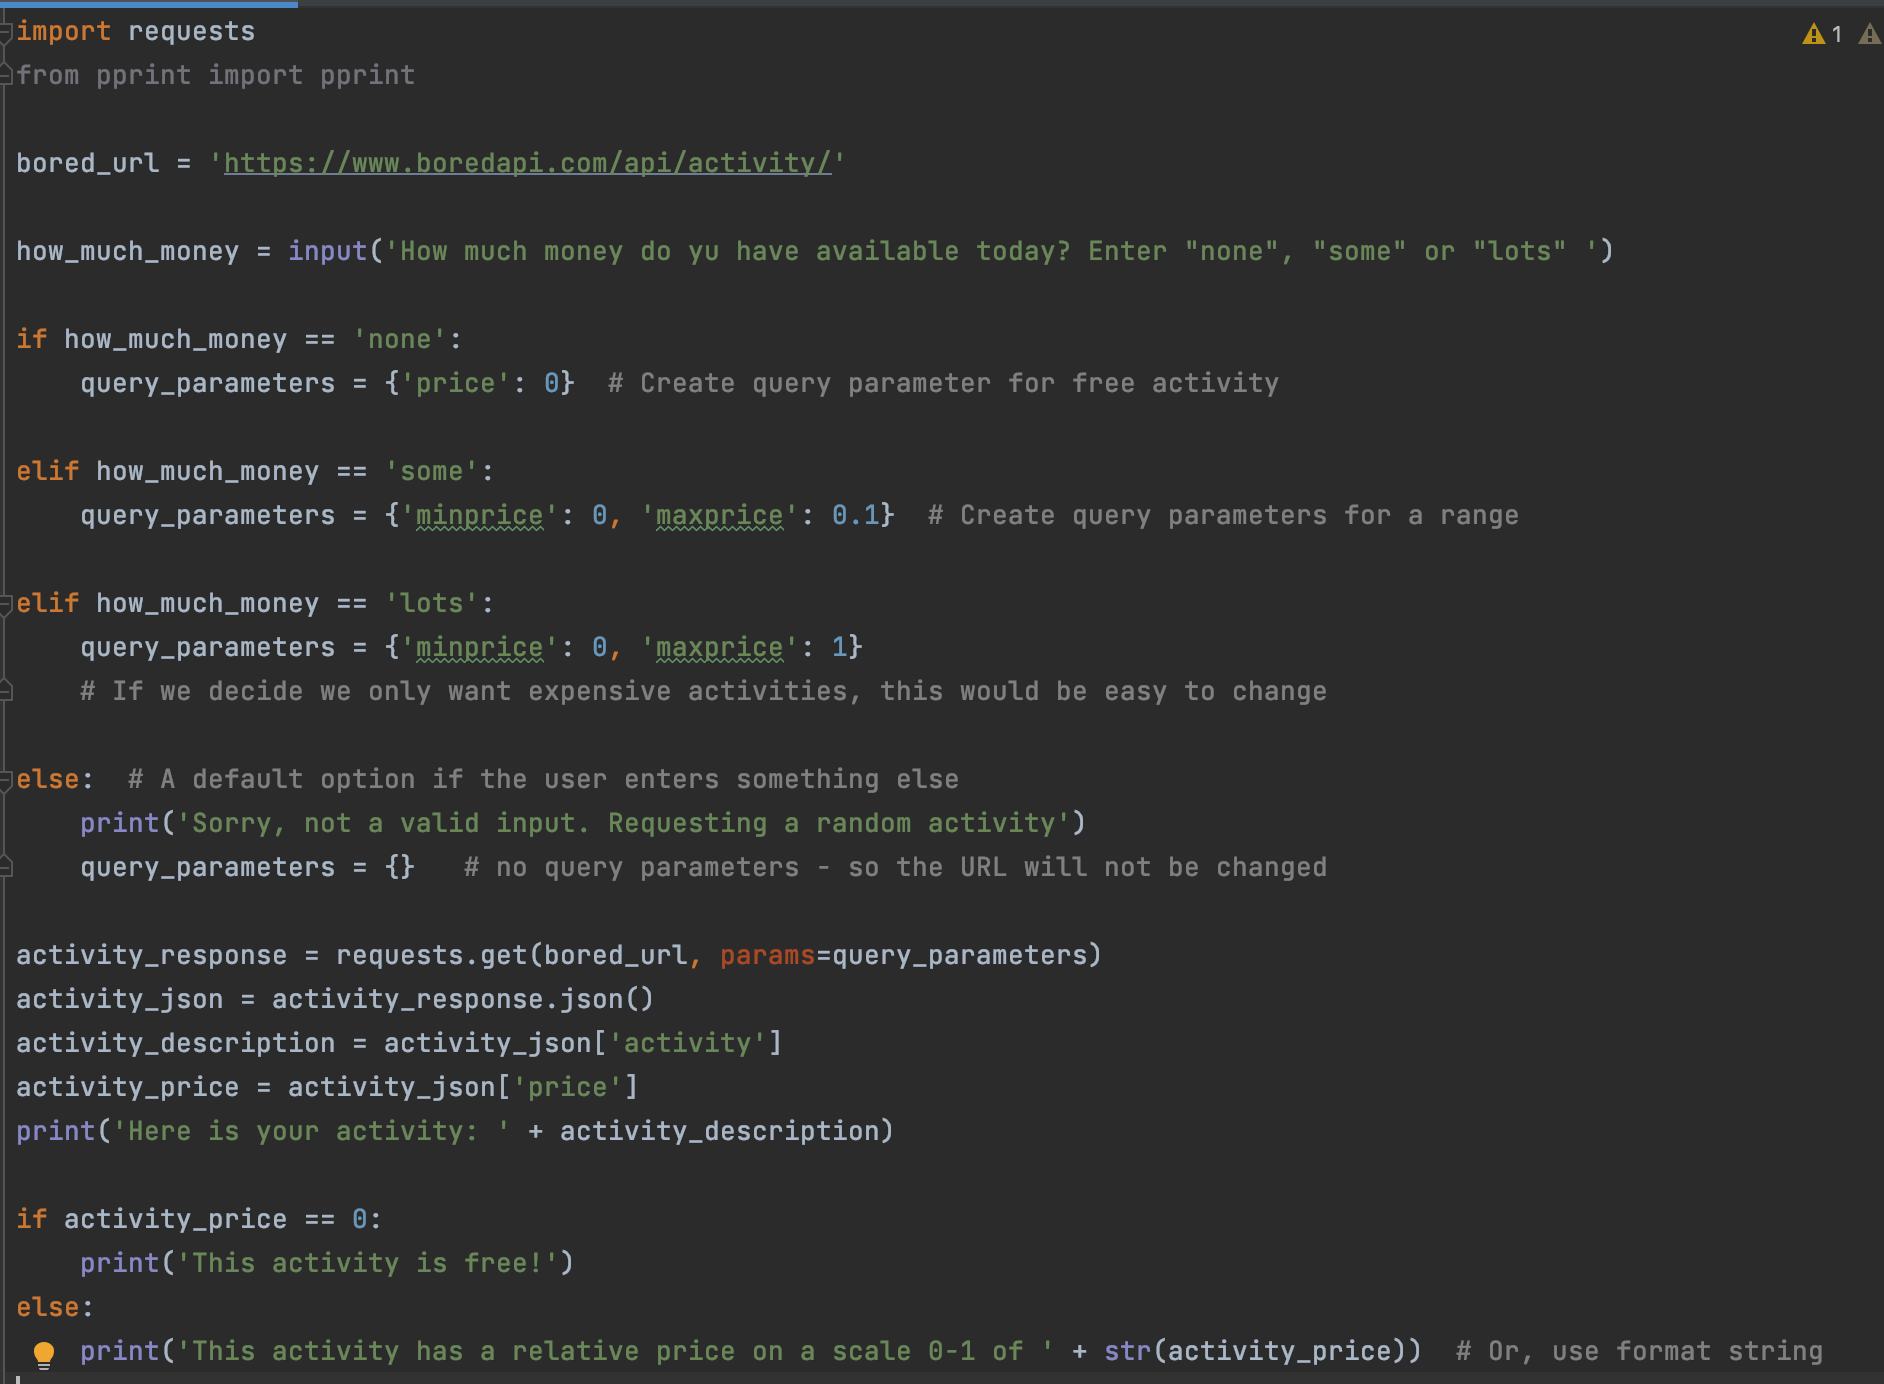 import requests
1
from pprint import pprint
bored_url = 'https://www.boredapi.com/api/activity/'
how_much_money = input('How much money do yu have available today? Enter "none", "some" or "lots" ')
if how_much_money == 'none':
    query_parameters = {'price': 0}  # Create query parameter for free activity
elif how_much_money == 'some':
    query_parameters = {'minprice': 0, 'maxprice': 0.1}  # Create query parameters for a range
elif how_much_money == 'lots':
    query_parameters = {'minprice': 0, 'maxprice': 1}
    # If we decide we only want expensive activities, this would be easy to change
else:  # A default option if the user enters something else
    print('Sorry, not a valid input. Requesting a random activity')
    query_parameters = {}   # no query parameters - so the URL will not be changed
activity_response = requests.get(bored_url, params=query_parameters)
activity_json = activity_response.json()
activity_description = activity_json['activity']
activity_price = activity_json['price']
print('Here is your activity: ' + activity_description)
if activity_price == 0:
    print('This activity is free!')
else:
    print('This activity has a relative price on a scale 0-1 of ' + str(activity_price))  # Or, use format string